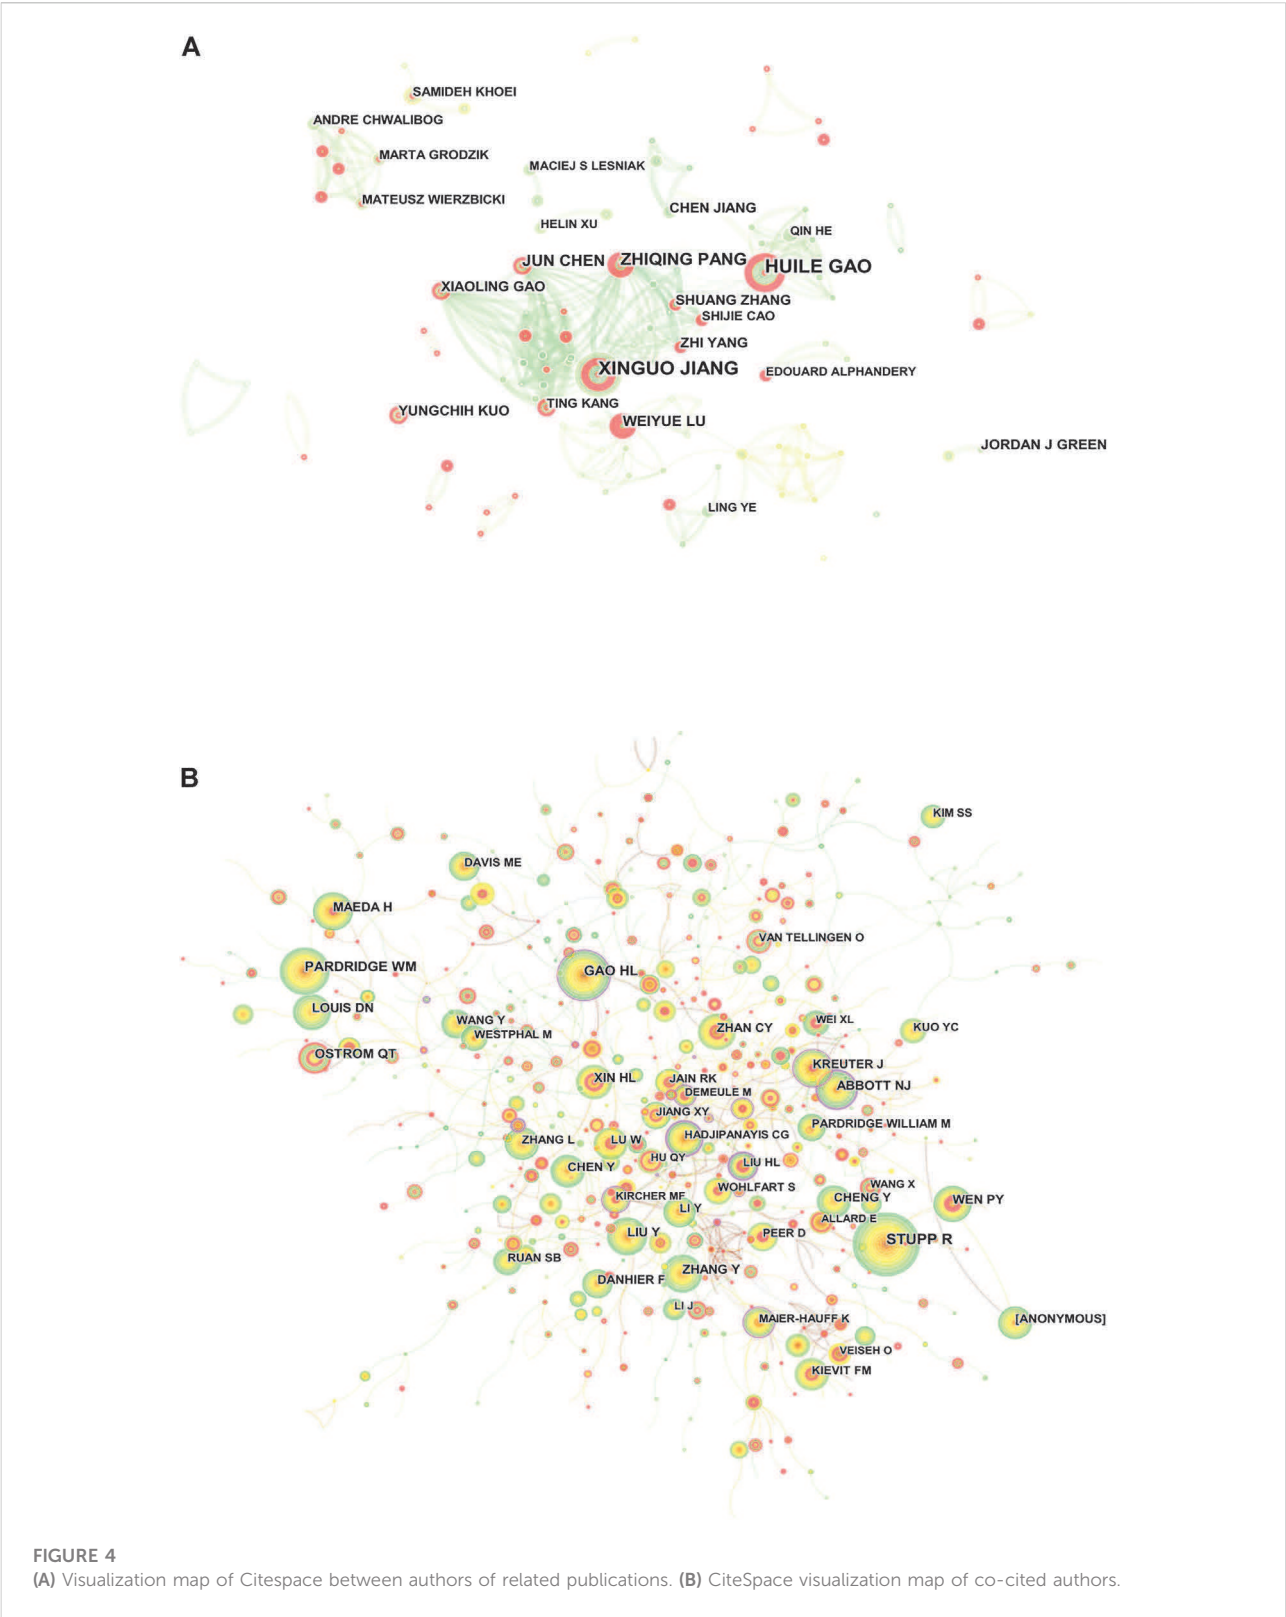 A
SAMIDEH KHOEI
ANDRE CHWALIBOG
MARTA GRODZIK
MACIEJ S LESNIAK
MATEUSZ WIERZBICKI
CHEN JIANG
HELIN XU
QIN HE
JUN CHEN
ZHIQING PANG
HUILE GAO
XIAOLING GAO
SHUANG ZHANG
SHIJIE CAO
ZHI YANG
XINGUO JIANG
EDOUARD ALPHANDERY
TING KANG
YUNGCHIH KUO
WEIYUE LU
JORDAN J GREEN
LING YE
B
KIM SS
DAVIS ME
MAEDA H
VAN TELLINGEN O
PARDRIDGE WM
GAO HL
LOUIS DN
WANG Y
WEI XL
ZHAN CY
KUO YC
WESTPHAL M
OSTROM QT
KREUTER J
XIN HL
JAIN RK
ABBOTT NJ
DEMEULE M
JIANG XY
PARDRIDGE WILLIAM M
HADJIPANAYIS CG
ZHANG L
LU W
HU QY
LIU HL
CHEN Y
WANG X
WOHLFART S
KIRCHER MF
CHENG Y
WEN PY
LI Y
ALLARD E
LIU Y
PEER D
STUPP R
RUAN SB
ZHANG Y
DANHIER F
LI J
MAIER-HAUFF K
[ANONYMOUS]
VEISEH O
KIEVIT FM
FIGURE 4
(A) Visualization map of Citespace between authors of related publications. (B) CiteSpace visualization map of co-cited authors.